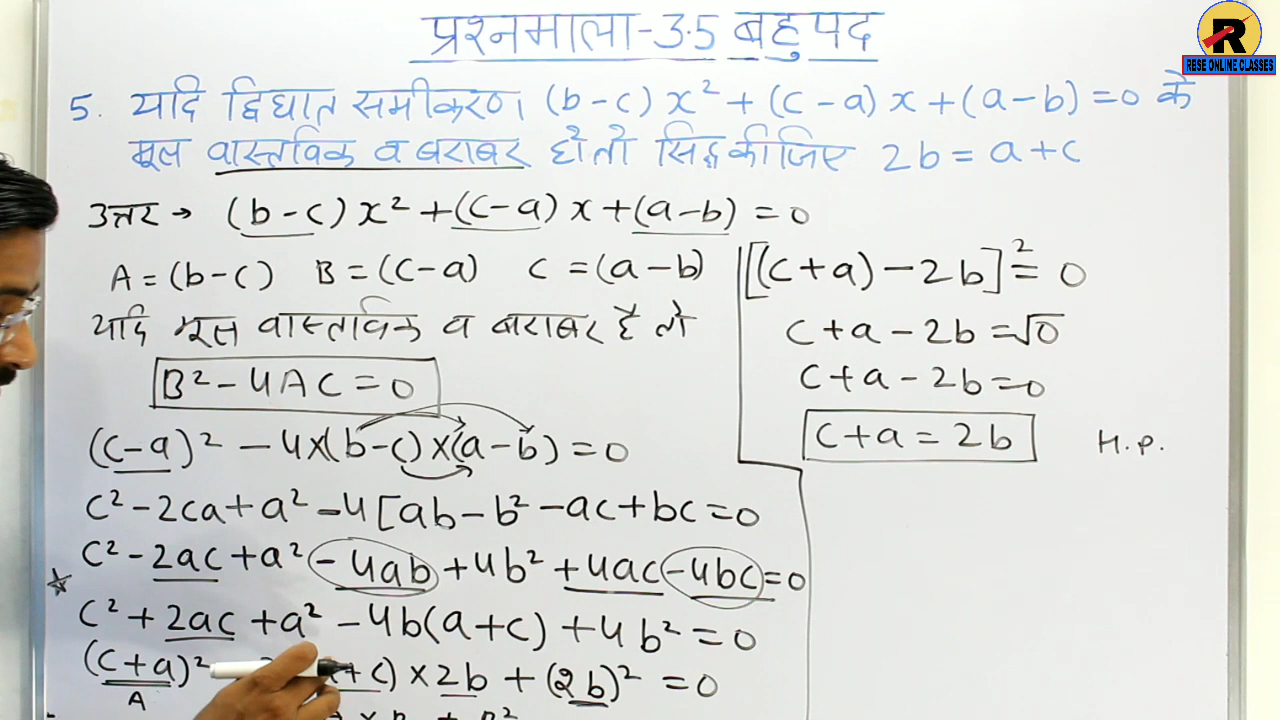 प्रश्नमाला-3.5 बहुपद
R
RESE ONLINE CLASSES
5. यदि द्विघात समीकरण (b-c)x²+(c-a)x+(a-b)=0 के
मूल वास्तविक व बराबर हो तो सिद्ध कीजिए 2b=a+c
उत्तर → (b-c)x²+(c-a)x+(a-b)=0
A=(b-c) B=(c-a) C=(a-b)
यदि मूल वास्तविक व बराबर है तो
B²-4AC=0
(c-a)²-4×(b-c)×(a-b)=0
c²-2ca+a²-4[ab-b²-ac+bc=0
c²-2ac+a²-4ab+4b²+4ac-4bc=0
c²+2ac+a²-4b(a+c)+4b²=0
(c+a)² +c)×2b+(2b)²=0
A
[(c+a)-2b]²=0
c+a-2b=√0
c+a-2b=0
c+a=2b H.P.